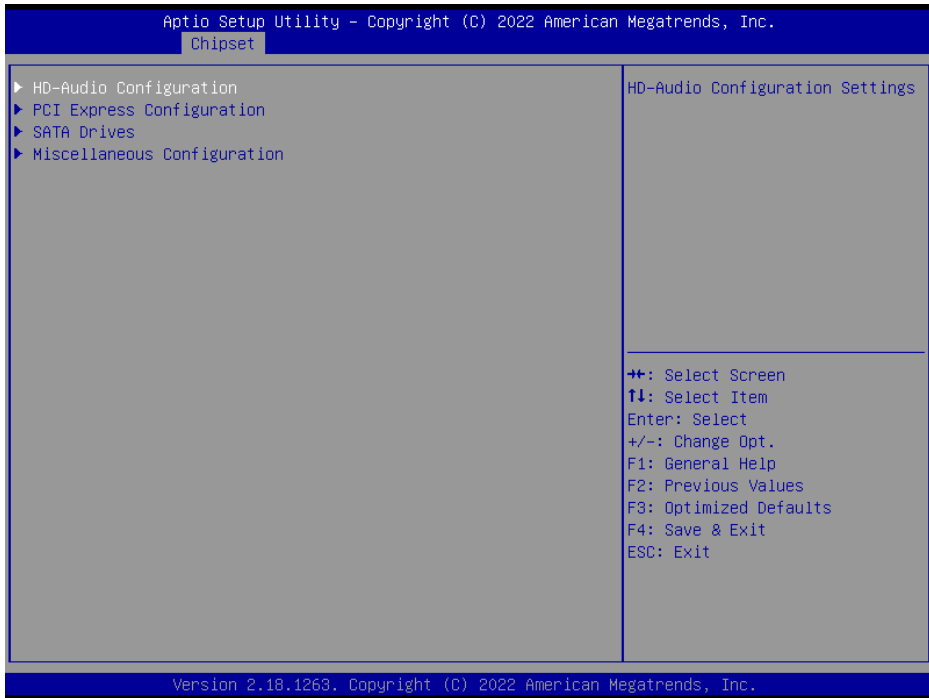 Aptio Setup Utility – Copyright (C) 2022 American Megatrends, Inc.
Chipset
▶ HD-Audio Configuration
▶ PCI Express Configuration
▶ SATA Drives
▶ Miscellaneous Configuration
HD-Audio Configuration Settings
→←: Select Screen
↑↓: Select Item
Enter: Select
+/-: Change Opt.
F1: General Help
F2: Previous Values
F3: Optimized Defaults
F4: Save & Exit
ESC: Exit
Version 2.18.1263. Copyright (C) 2022 American Megatrends, Inc.